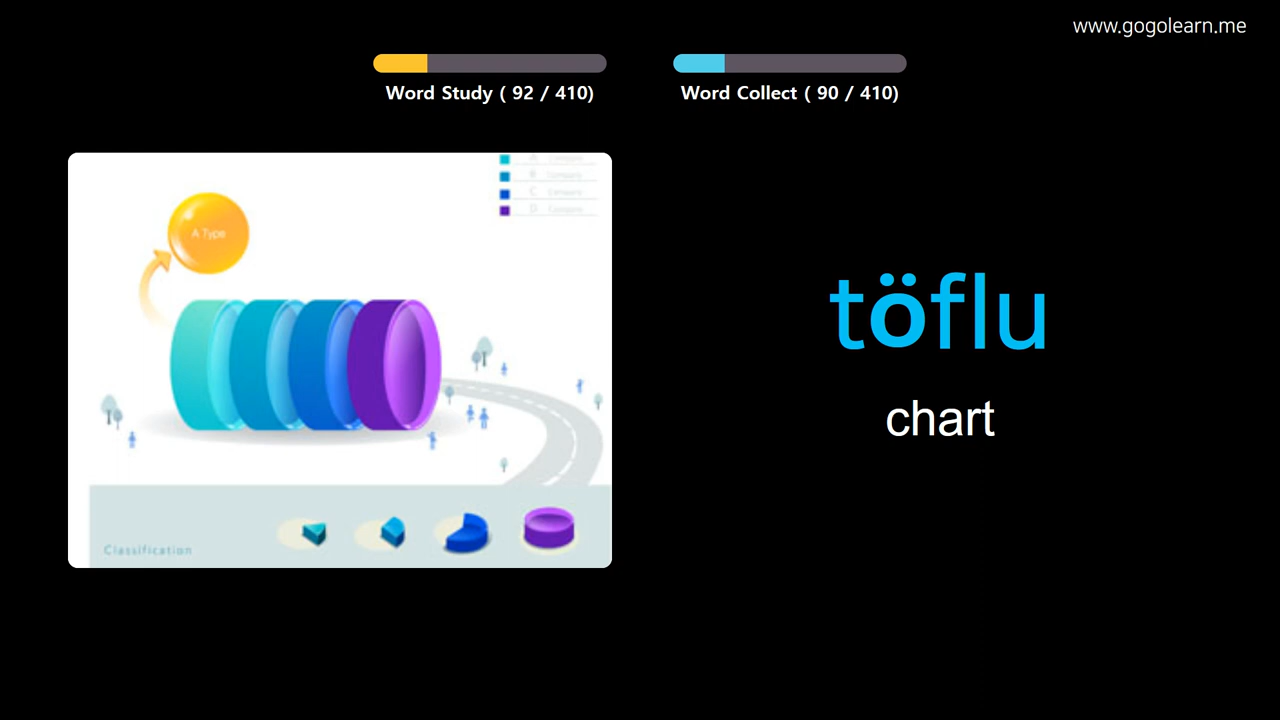 www.gogolearn.me
Word Study ( 92 / 410)
Word Collect ( 90 / 410)
A
B
C
D
A Type
töflu
chart
Classification